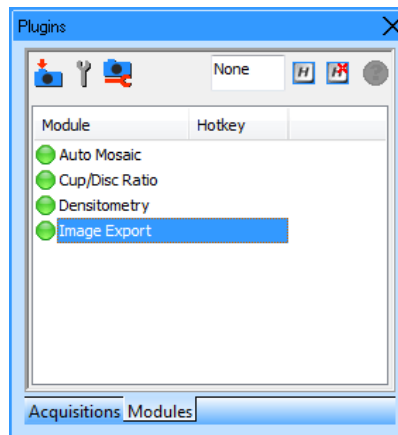 Plugins
None
H H
Module Hotkey
Auto Mosaic
Cup/Disc Ratio
Densitometry
Image Export
Acquisitions Modules